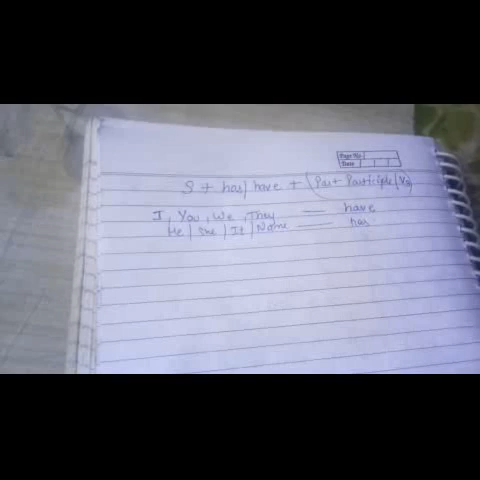 Page No.
Date / /
S + has/have + (Past Participle/V3)
I, You, We, They — have
He / She / It / Name — has